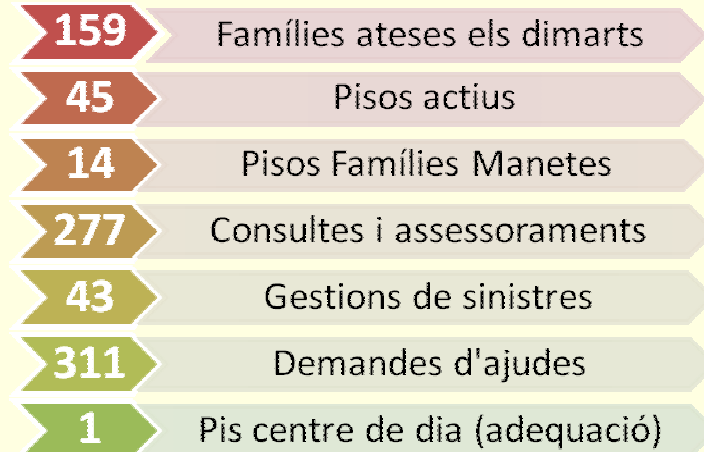 159 Famílies ateses els dimarts
45 Pisos actius
14 Pisos Famílies Manetes
277 Consultes i assessoraments
43 Gestions de sinistres
311 Demandes d'ajudes
1 Pis centre de dia (adequació)